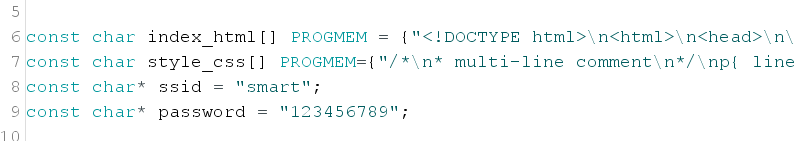 5
6 const char index_html[] PROGMEM = {"<!DOCTYPE html>\n<html>\n<head>\n\
7 const char style_css[] PROGMEM={"/*\n* multi-line comment\n*/\np{ line
8 const char* ssid = "smart";
9 const char* password = "123456789";
10